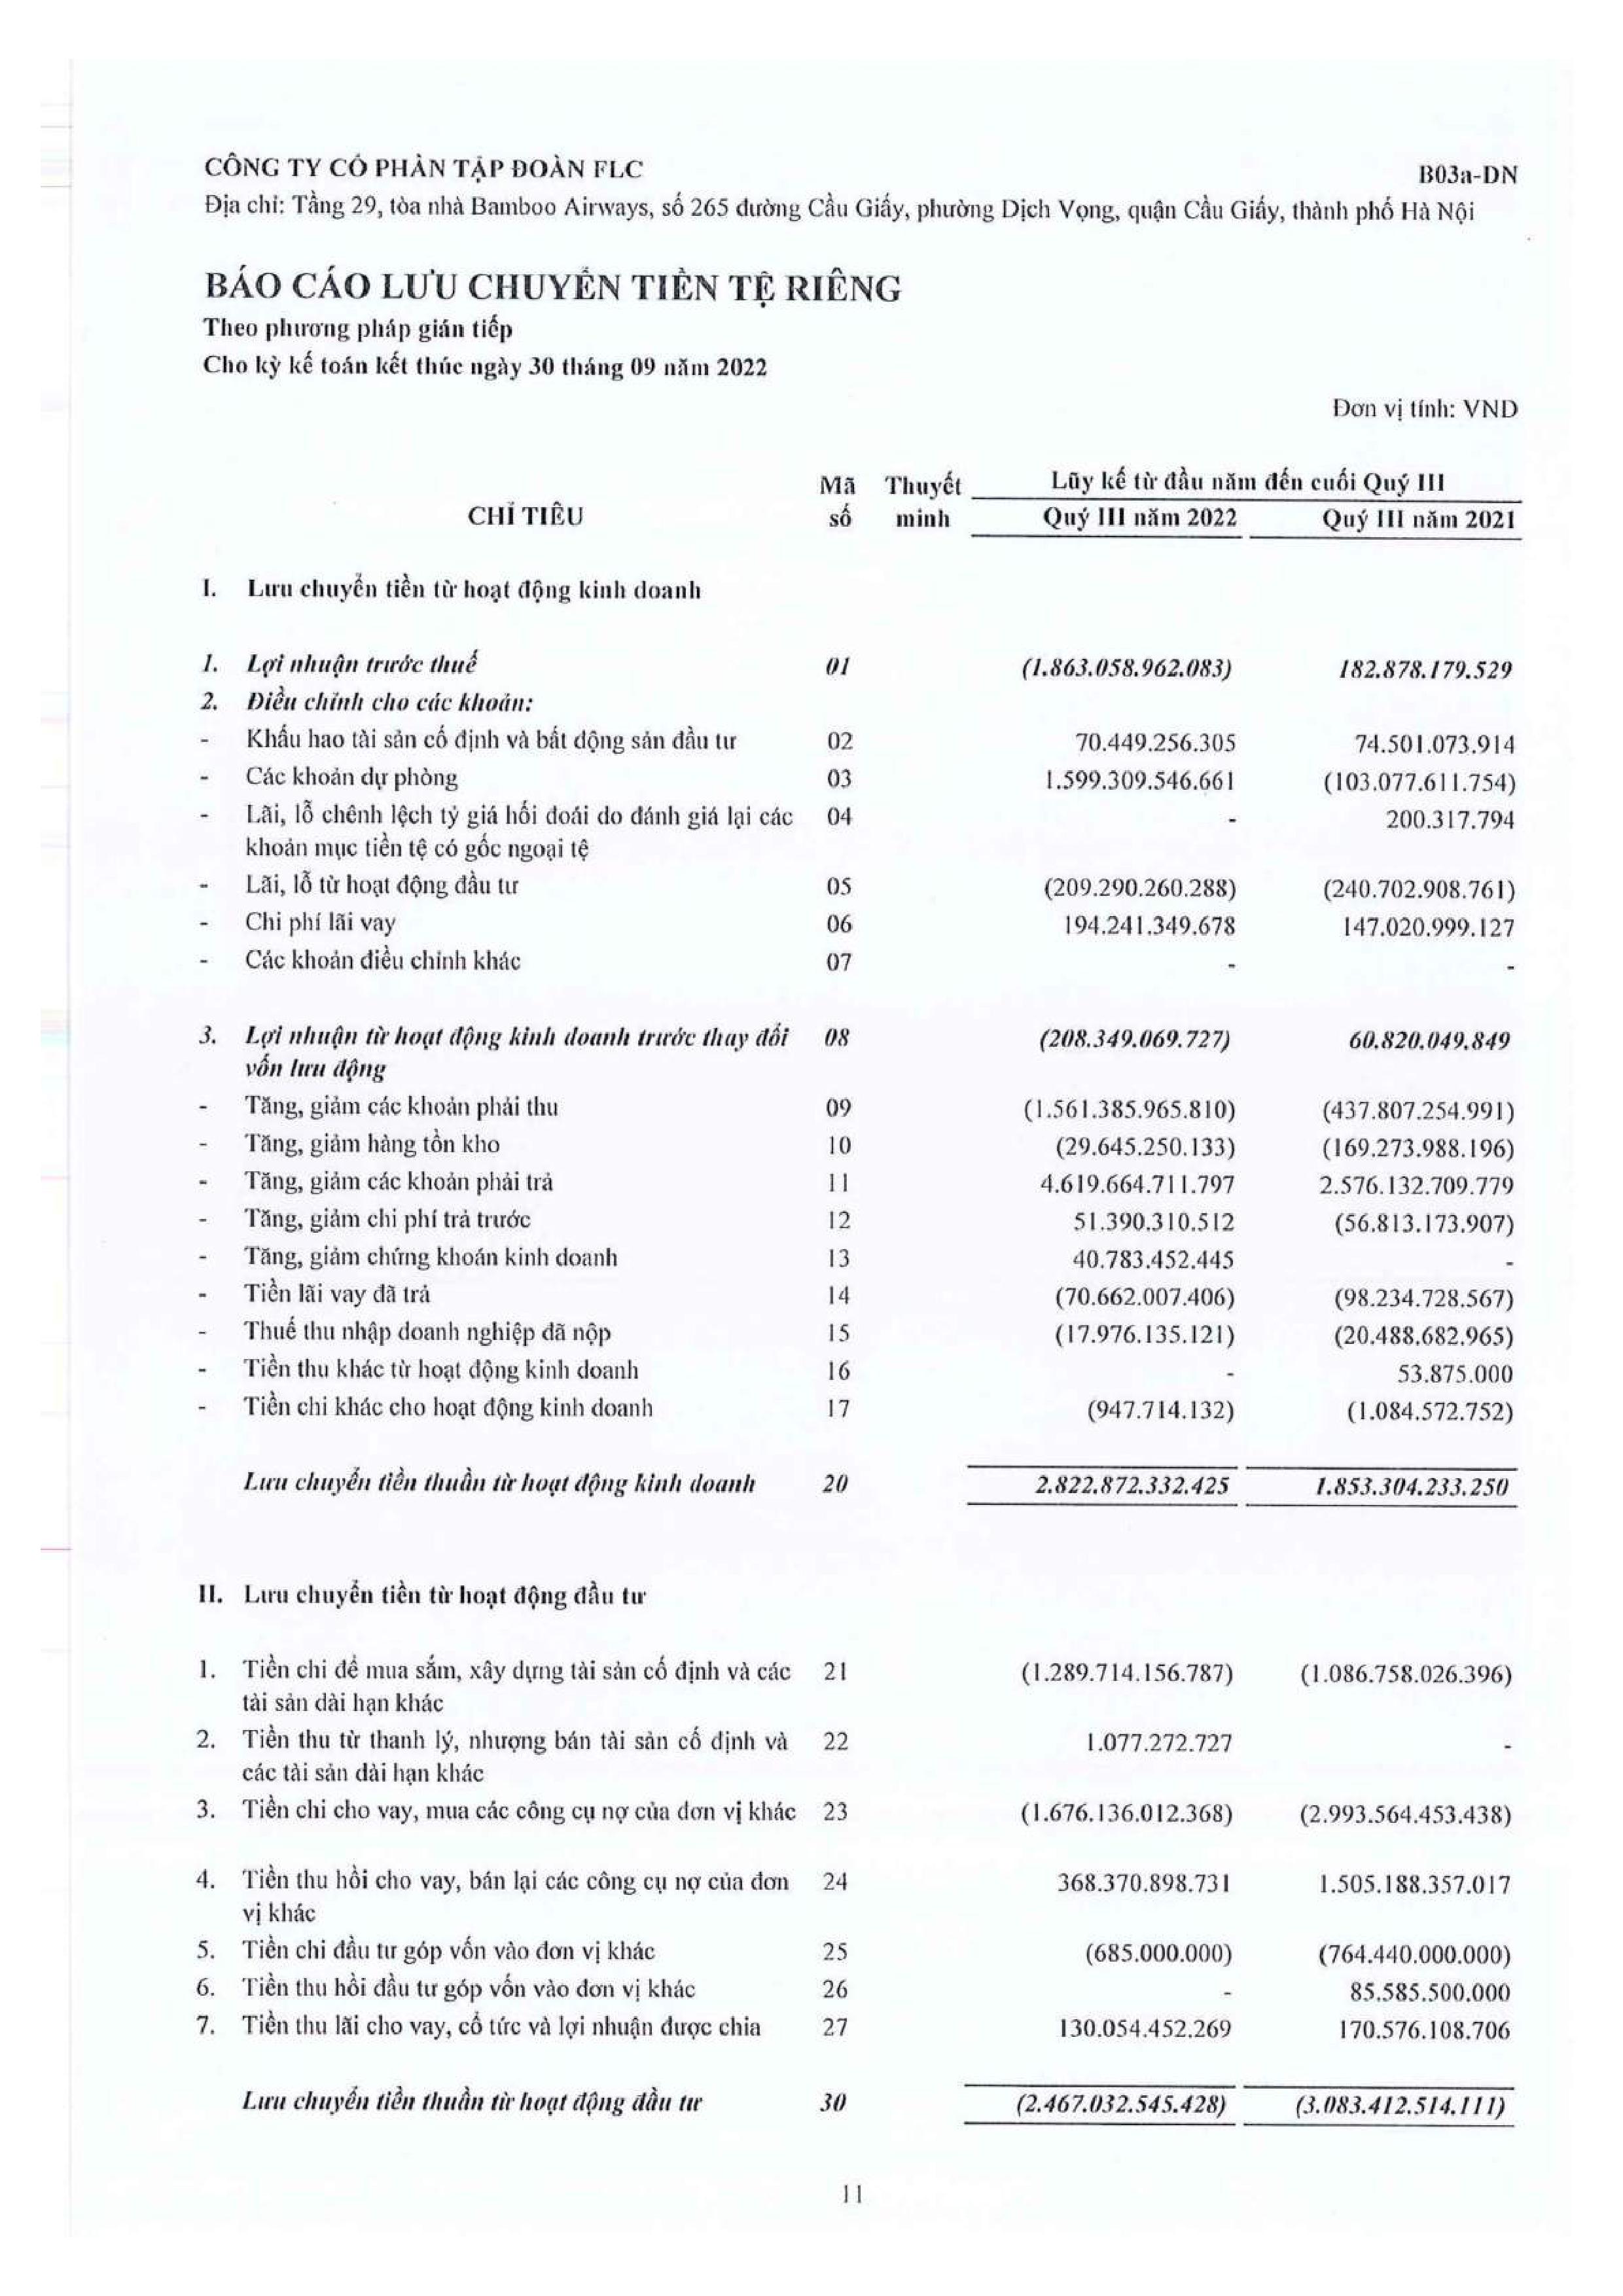 CÔNG TY CỔ PHẦN TẬP ĐOÀN FLC B03a-DN
Địa chỉ: Tầng 29, tòa nhà Bamboo Airways, số 265 đường Cầu Giấy, phường Dịch Vọng, quận Cầu Giấy, thành phố Hà Nội
BÁO CÁO LƯU CHUYỂN TIỀN TỆ RIÊNG
Theo phương pháp gián tiếp
Cho kỳ kế toán kết thúc ngày 30 tháng 09 năm 2022
Đơn vị tính: VND
CHỈ TIÊU Mã số Thuyết minh Lũy kế từ đầu năm đến cuối Quý III
Quý III năm 2022 Quý III năm 2021
I. Lưu chuyển tiền từ hoạt động kinh doanh
1. Lợi nhuận trước thuế 01 (1.863.058.962.083) 182.878.179.529
2. Điều chỉnh cho các khoản:
- Khấu hao tài sản cố định và bất động sản đầu tư 02 70.449.256.305 74.501.073.914
- Các khoản dự phòng 03 1.599.309.546.661 (103.077.611.754)
- Lãi, lỗ chênh lệch tỷ giá hối đoái do đánh giá lại các 04 - 200.317.794
khoản mục tiền tệ có gốc ngoại tệ
- Lãi, lỗ từ hoạt động đầu tư 05 (209.290.260.288) (240.702.908.761)
- Chi phí lãi vay 06 194.241.349.678 147.020.999.127
- Các khoản điều chỉnh khác 07 - -
3. Lợi nhuận từ hoạt động kinh doanh trước thay đổi 08 (208.349.069.727) 60.820.049.849
vốn lưu động
- Tăng, giảm các khoản phải thu 09 (1.561.385.965.810) (437.807.254.991)
- Tăng, giảm hàng tồn kho 10 (29.645.250.133) (169.273.988.196)
- Tăng, giảm các khoản phải trả 11 4.619.664.711.797 2.576.132.709.779
- Tăng, giảm chi phí trả trước 12 51.390.310.512 (56.813.173.907)
- Tăng, giảm chứng khoán kinh doanh 13 40.783.452.445 -
- Tiền lãi vay đã trả 14 (70.662.007.406) (98.234.728.567)
- Thuế thu nhập doanh nghiệp đã nộp 15 (17.976.135.121) (20.488.682.965)
- Tiền thu khác từ hoạt động kinh doanh 16 - 53.875.000
- Tiền chi khác cho hoạt động kinh doanh 17 (947.714.132) (1.084.572.752)
Lưu chuyển tiền thuần từ hoạt động kinh doanh 20 2.822.872.332.425 1.853.304.233.250
II. Lưu chuyển tiền từ hoạt động đầu tư
1. Tiền chi để mua sắm, xây dựng tài sản cố định và các 21 (1.289.714.156.787) (1.086.758.026.396)
tài sản dài hạn khác
2. Tiền thu từ thanh lý, nhượng bán tài sản cố định và 22 1.077.272.727 -
các tài sản dài hạn khác
3. Tiền chi cho vay, mua các công cụ nợ của đơn vị khác 23 (1.676.136.012.368) (2.993.564.453.438)
4. Tiền thu hồi cho vay, bán lại các công cụ nợ của đơn 24 368.370.898.731 1.505.188.357.017
vị khác
5. Tiền chi đầu tư góp vốn vào đơn vị khác 25 (685.000.000) (764.440.000.000)
6. Tiền thu hồi đầu tư góp vốn vào đơn vị khác 26 - 85.585.500.000
7. Tiền thu lãi cho vay, cổ tức và lợi nhuận được chia 27 130.054.452.269 170.576.108.706
Lưu chuyển tiền thuần từ hoạt động đầu tư 30 (2.467.032.545.428) (3.083.412.514.111)
11